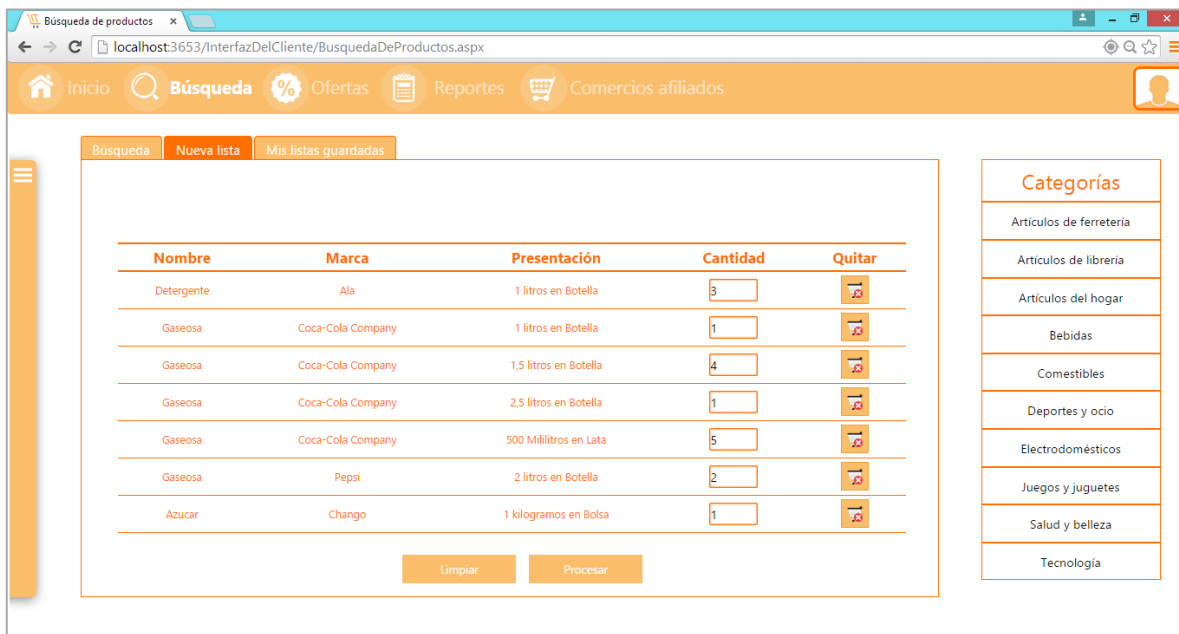 Búsqueda de productos
localhost:3653/InterfazDelCliente/BusquedaDeProductos.aspx
Inicio Búsqueda % Ofertas Reportes Comercios afiliados
Búsqueda Nueva lista Mis listas guardadas
Nombre Marca Presentación Cantidad Quitar
Detergente Ala 1 litros en Botella 3
Gaseosa Coca-Cola Company 1 litros en Botella 1
Gaseosa Coca-Cola Company 1,5 litros en Botella 4
Gaseosa Coca-Cola Company 2,5 litros en Botella 1
Gaseosa Coca-Cola Company 500 Mililitros en Lata 5
Gaseosa Pepsi 2 litros en Botella 2
Azucar Chango 1 kilogramos en Bolsa 1
Limpiar Procesar
Categorías
Artículos de ferretería
Artículos de librería
Artículos del hogar
Bebidas
Comestibles
Deportes y ocio
Electrodomésticos
Juegos y juguetes
Salud y belleza
Tecnología